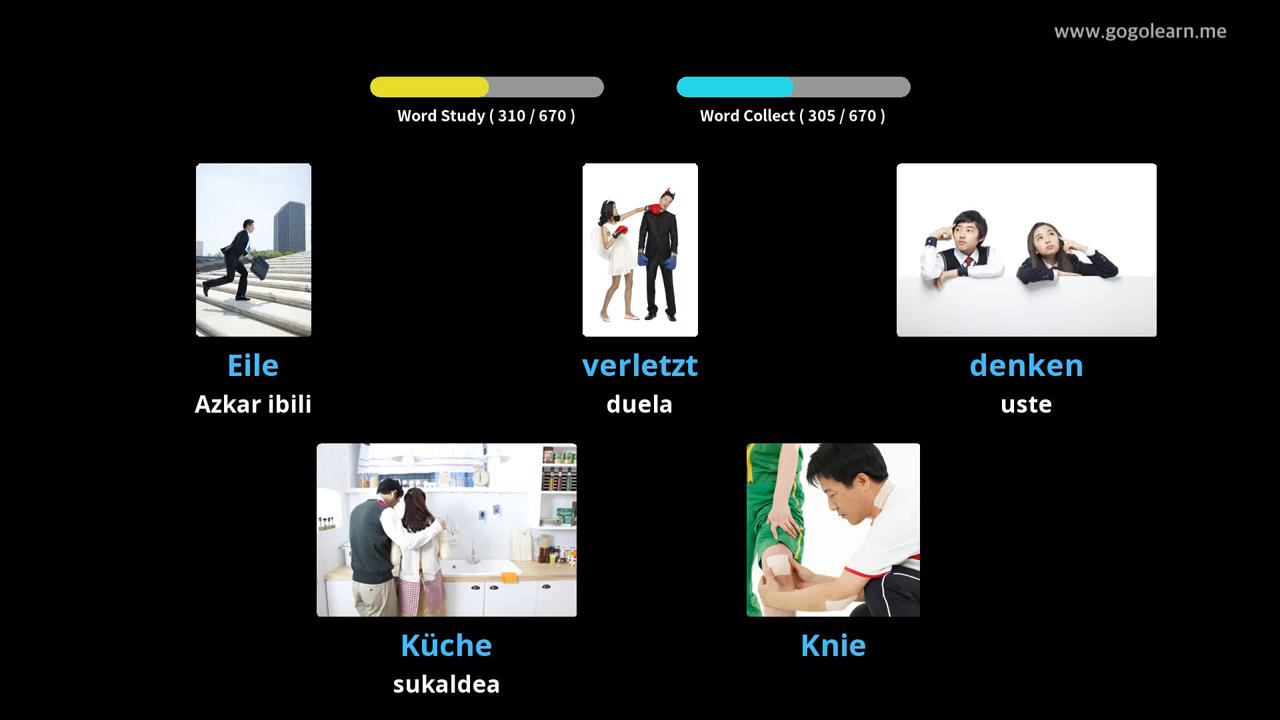 www.gogolearn.me
Word Study ( 310 / 670 )
Word Collect ( 305 / 670 )
Eile
Azkar ibili
verletzt
duela
denken
uste
Küche
sukaldea
Knie